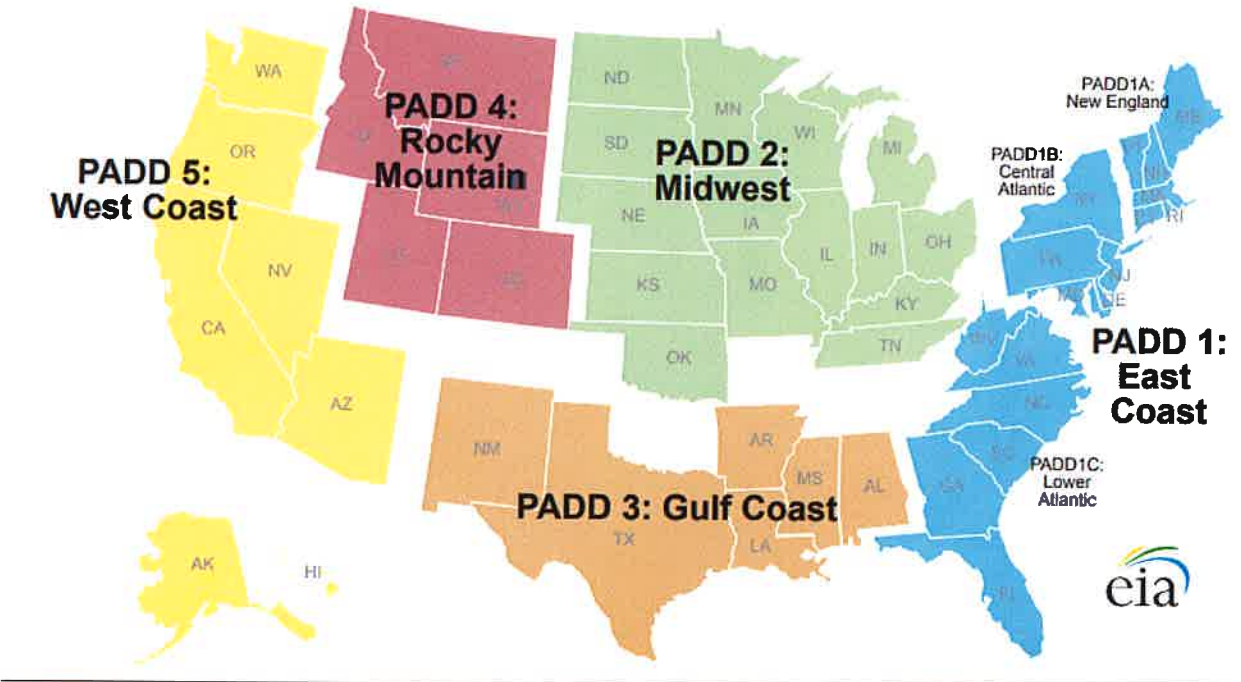 PADD 5:
West Coast
PADD 4:
Rocky
Mountain
PADD 2:
Midwest
PADD1A:
New England
PADD1B:
Central
Atlantic
PADD 1:
East
Coast
PADD1C:
Lower
Atlantic
PADD 3: Gulf Coast
WA
OR
NV
CA
AZ
AK
HI
ND
SD
NE
KS
OK
MN
WI
MI
IA
IL
IN
OH
MO
KY
TN
NM
TX
AR
MS
AL
LA
ME
NY
PA
NJ
DE
RI
WV
VA
NC
SC
GA
FL
eia